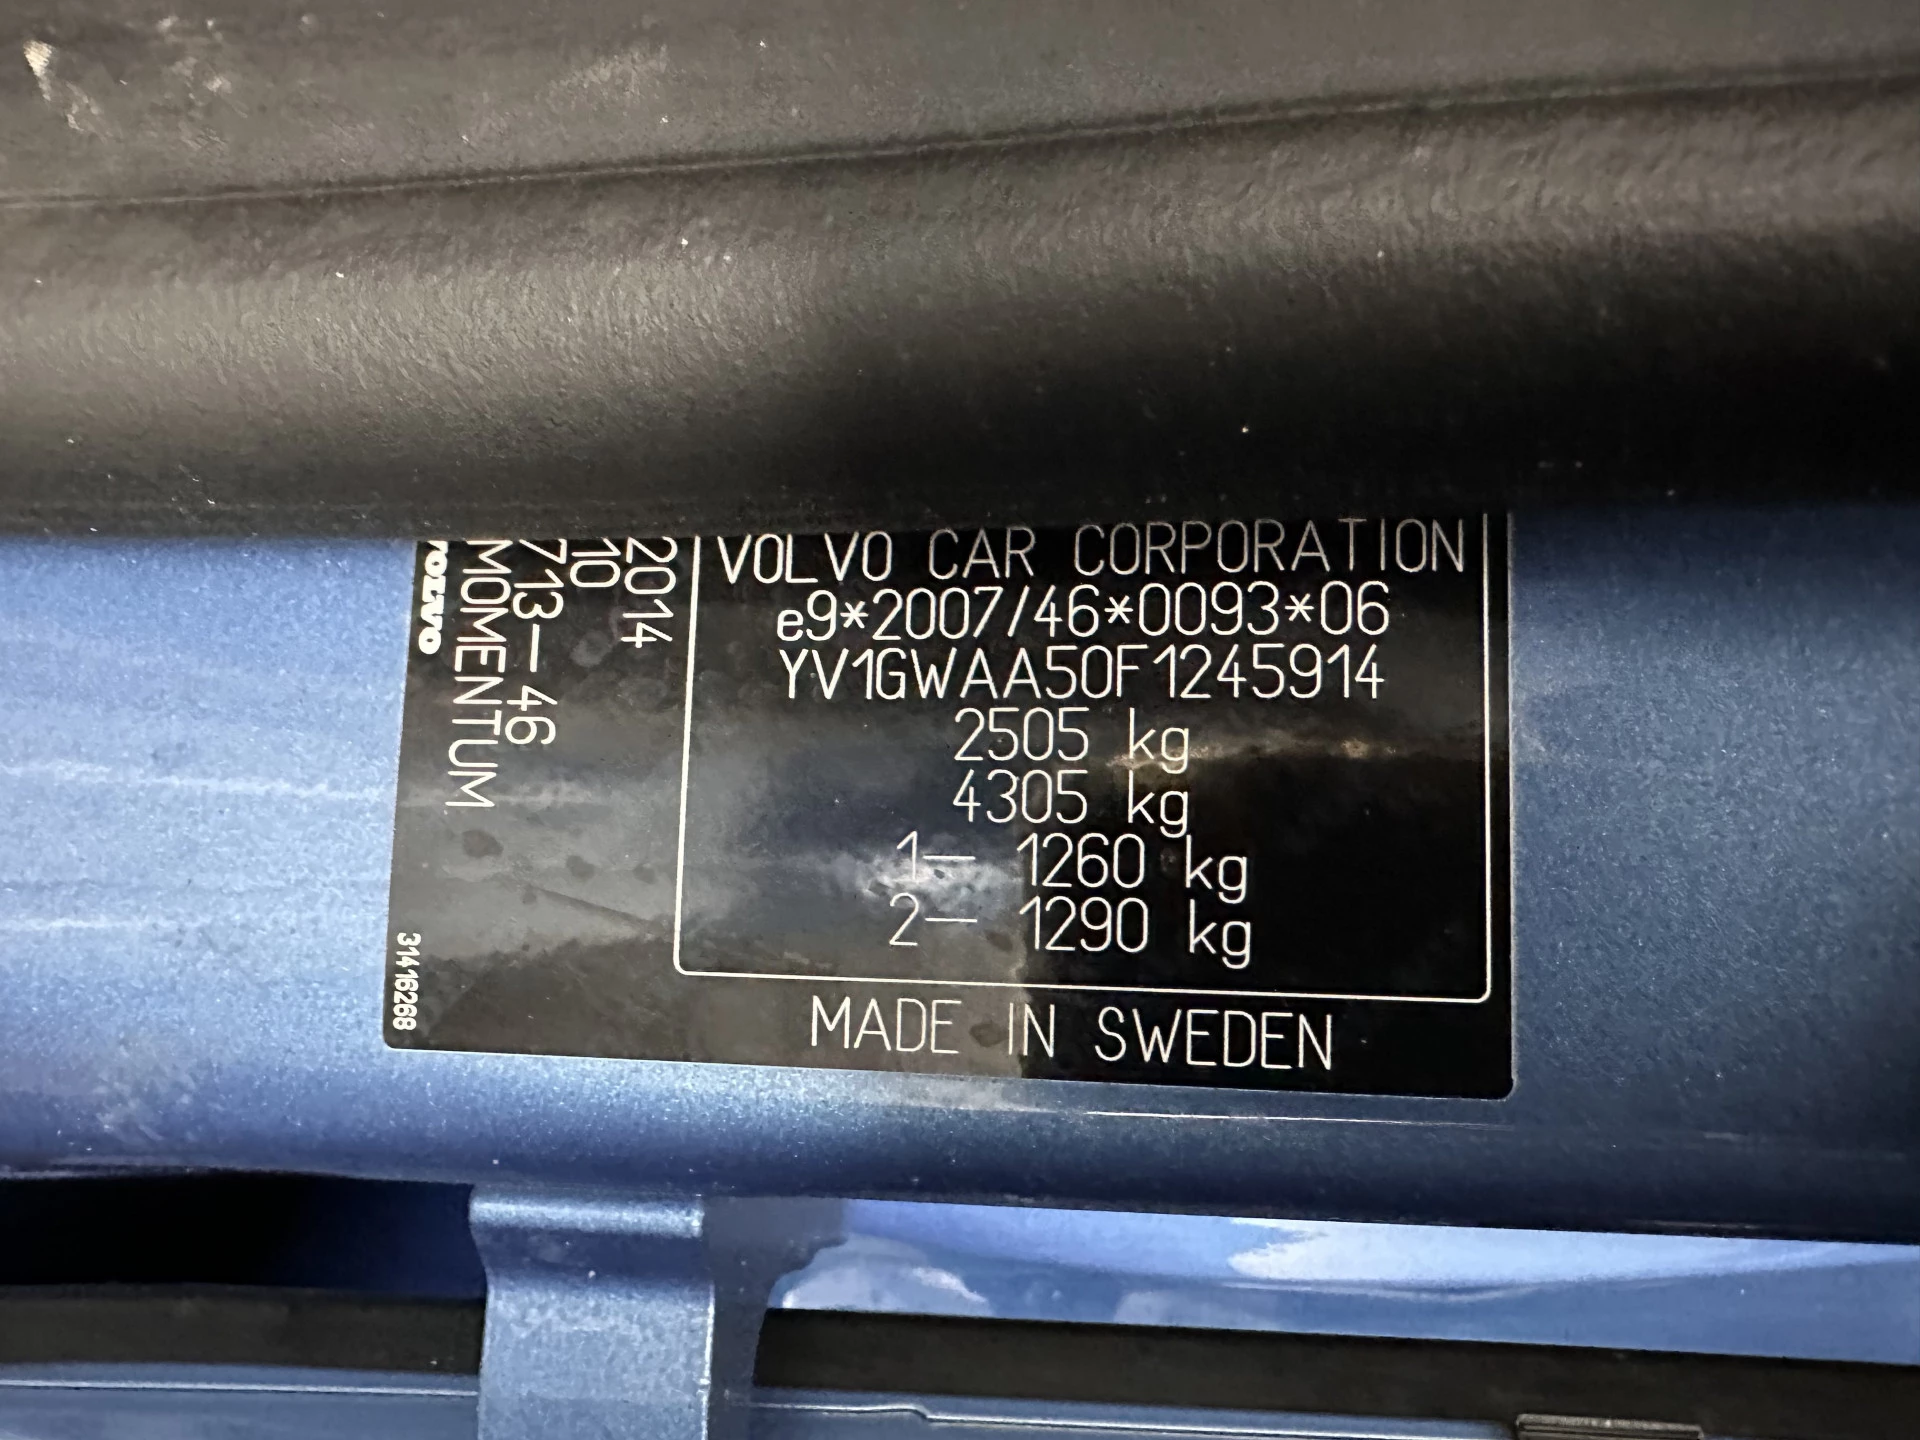 VOLVO CAR CORPORATION
e9*2007/46*0093*06
YV1GWAA50F1245914
2505 kg
4305 kg
1— 1260 kg
2— 1290 kg
MADE IN SWEDEN
2014
10
713-46
MOMENTUM
VOLVO
31416268